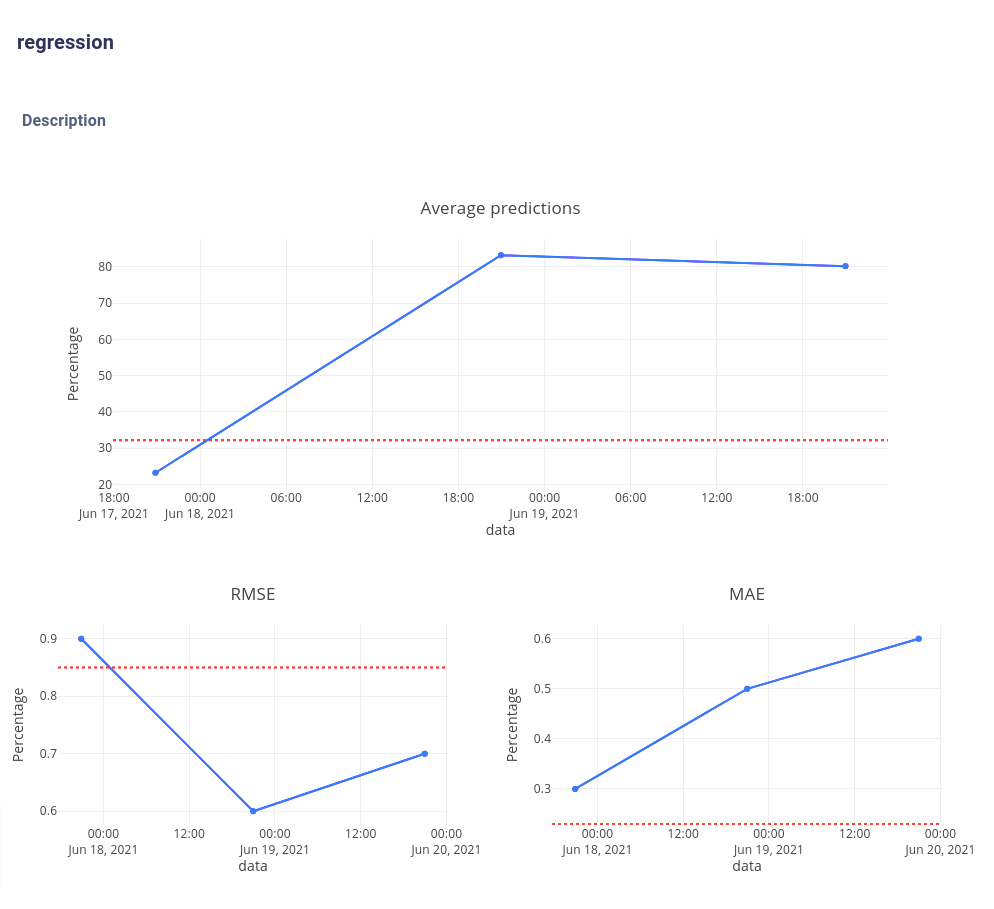 regression
Description
Average predictions
Percentage
80
70
60
50
40
30
20
18:00 00:00 06:00 12:00 18:00 00:00 06:00 12:00 18:00
Jun 17, 2021 Jun 18, 2021 Jun 19, 2021
data
RMSE
Percentage
0.9
0.8
0.7
0.6
00:00 12:00 00:00 12:00 00:00
Jun 18, 2021 Jun 19, 2021 Jun 20, 2021
data
MAE
Percentage
0.6
0.5
0.4
0.3
00:00 12:00 00:00 12:00 00:00
Jun 18, 2021 Jun 19, 2021 Jun 20, 2021
data